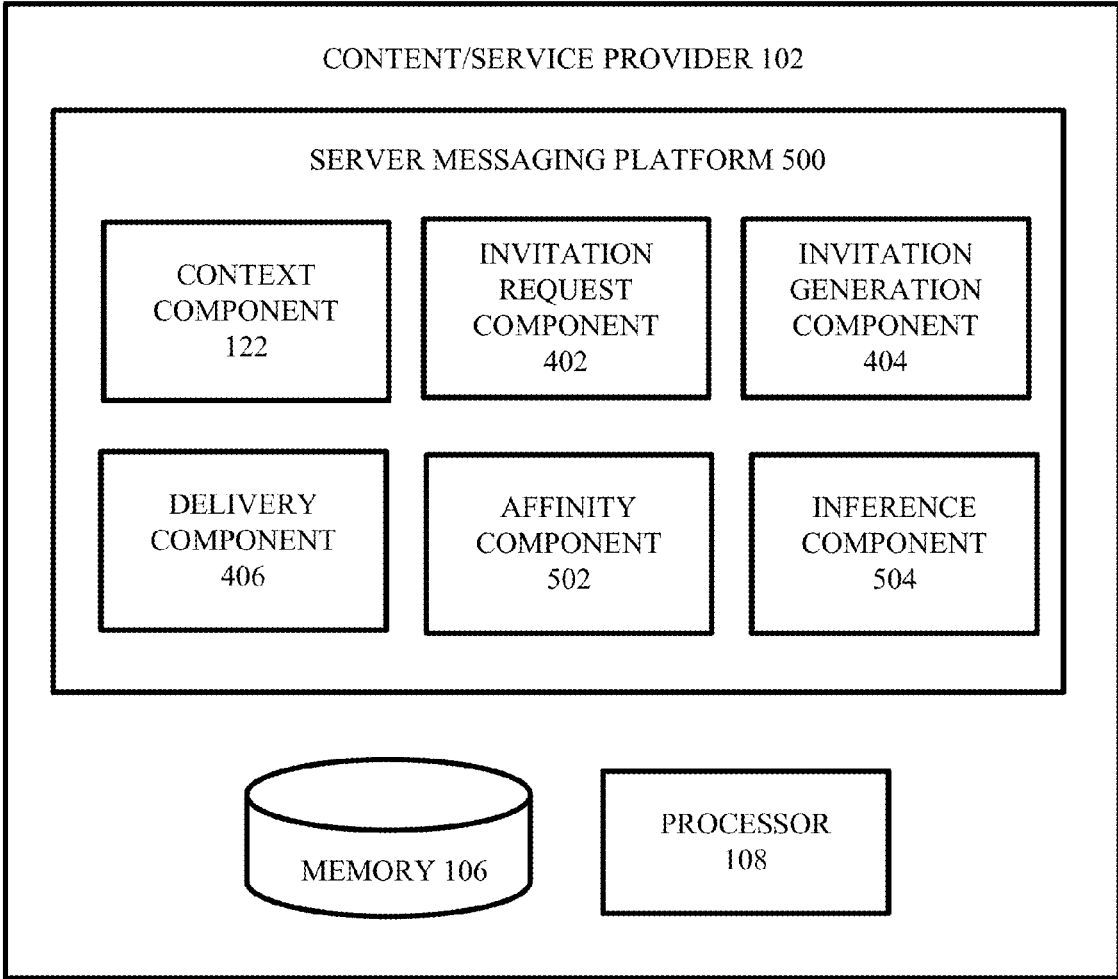 CONTENT/SERVICE PROVIDER 102
SERVER MESSAGING PLATFORM 500
CONTEXT
COMPONENT
122
INVITATION
REQUEST
COMPONENT
402
INVITATION
GENERATION
COMPONENT
404
DELIVERY
COMPONENT
406
AFFINITY
COMPONENT
502
INFERENCE
COMPONENT
504
MEMORY 106
PROCESSOR
108